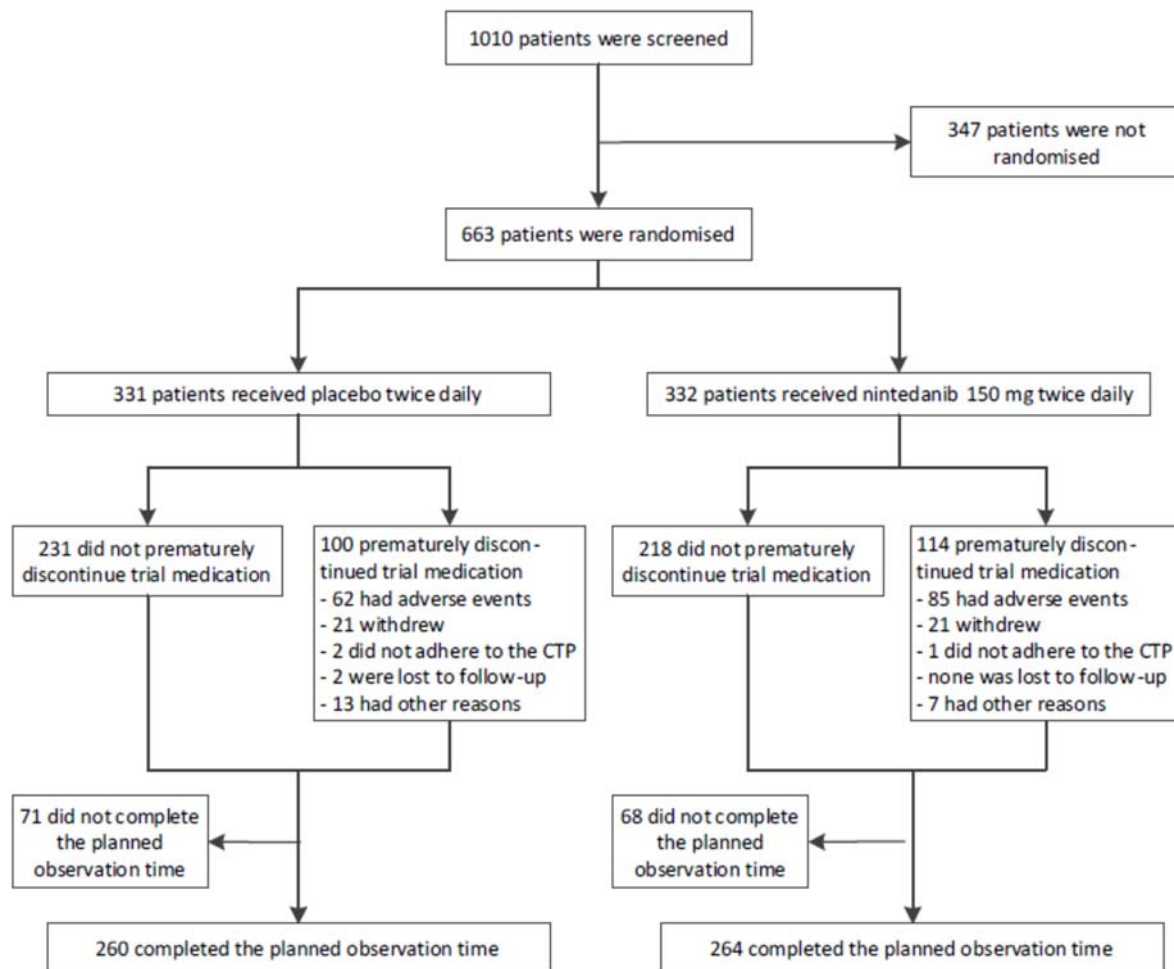 1010 patients were screened
347 patients were not
randomised
663 patients were randomised
331 patients received placebo twice daily
332 patients received nintedanib 150 mg twice daily
231 did not prematurely
discontinue trial medication
100 prematurely discon-
tinued trial medication
- 62 had adverse events
- 21 withdrew
- 2 did not adhere to the CTP
- 2 were lost to follow-up
- 13 had other reasons
218 did not prematurely
discontinue trial medication
114 prematurely discon-
tinued trial medication
- 85 had adverse events
- 21 withdrew
- 1 did not adhere to the CTP
- none was lost to follow-up
- 7 had other reasons
71 did not complete
the planned
observation time
68 did not complete
the planned
observation time
260 completed the planned observation time
264 completed the planned observation time